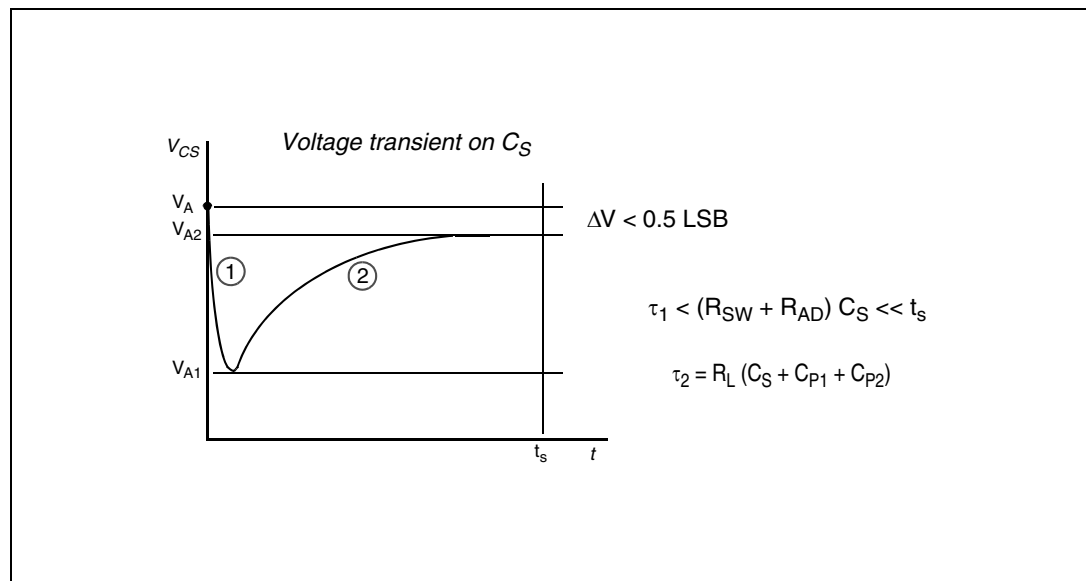 Voltage transient on C_S
V_CS
V_A
V_A2
ΔV < 0.5 LSB
1
2
τ_1 < (R_SW + R_AD) C_S << t_s
V_A1
τ_2 = R_L (C_S + C_P1 + C_P2)
t_s
t